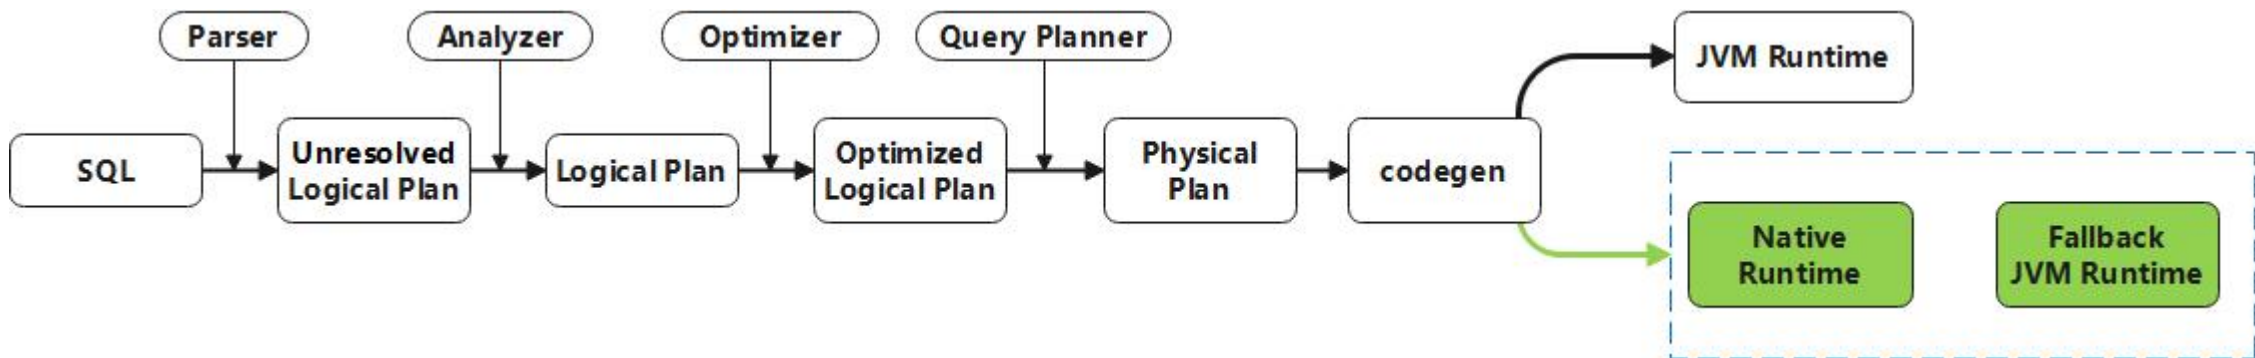 Parser
Analyzer
Optimizer
Query Planner
JVM Runtime
SQL
Unresolved
Logical Plan
Logical Plan
Optimized
Logical Plan
Physical
Plan
codegen
Native
Runtime
Fallback
JVM Runtime